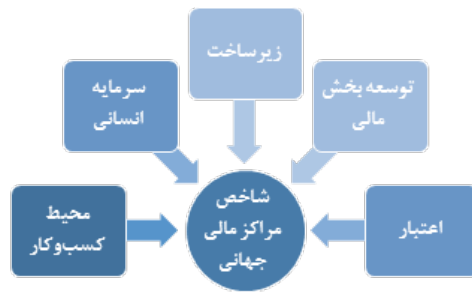 زیرساخت
سرمایه
انسانی
توسعه بخش
مالی
محیط
کسب‌وکار
شاخص
مراکز مالی
جهانی
اعتبار